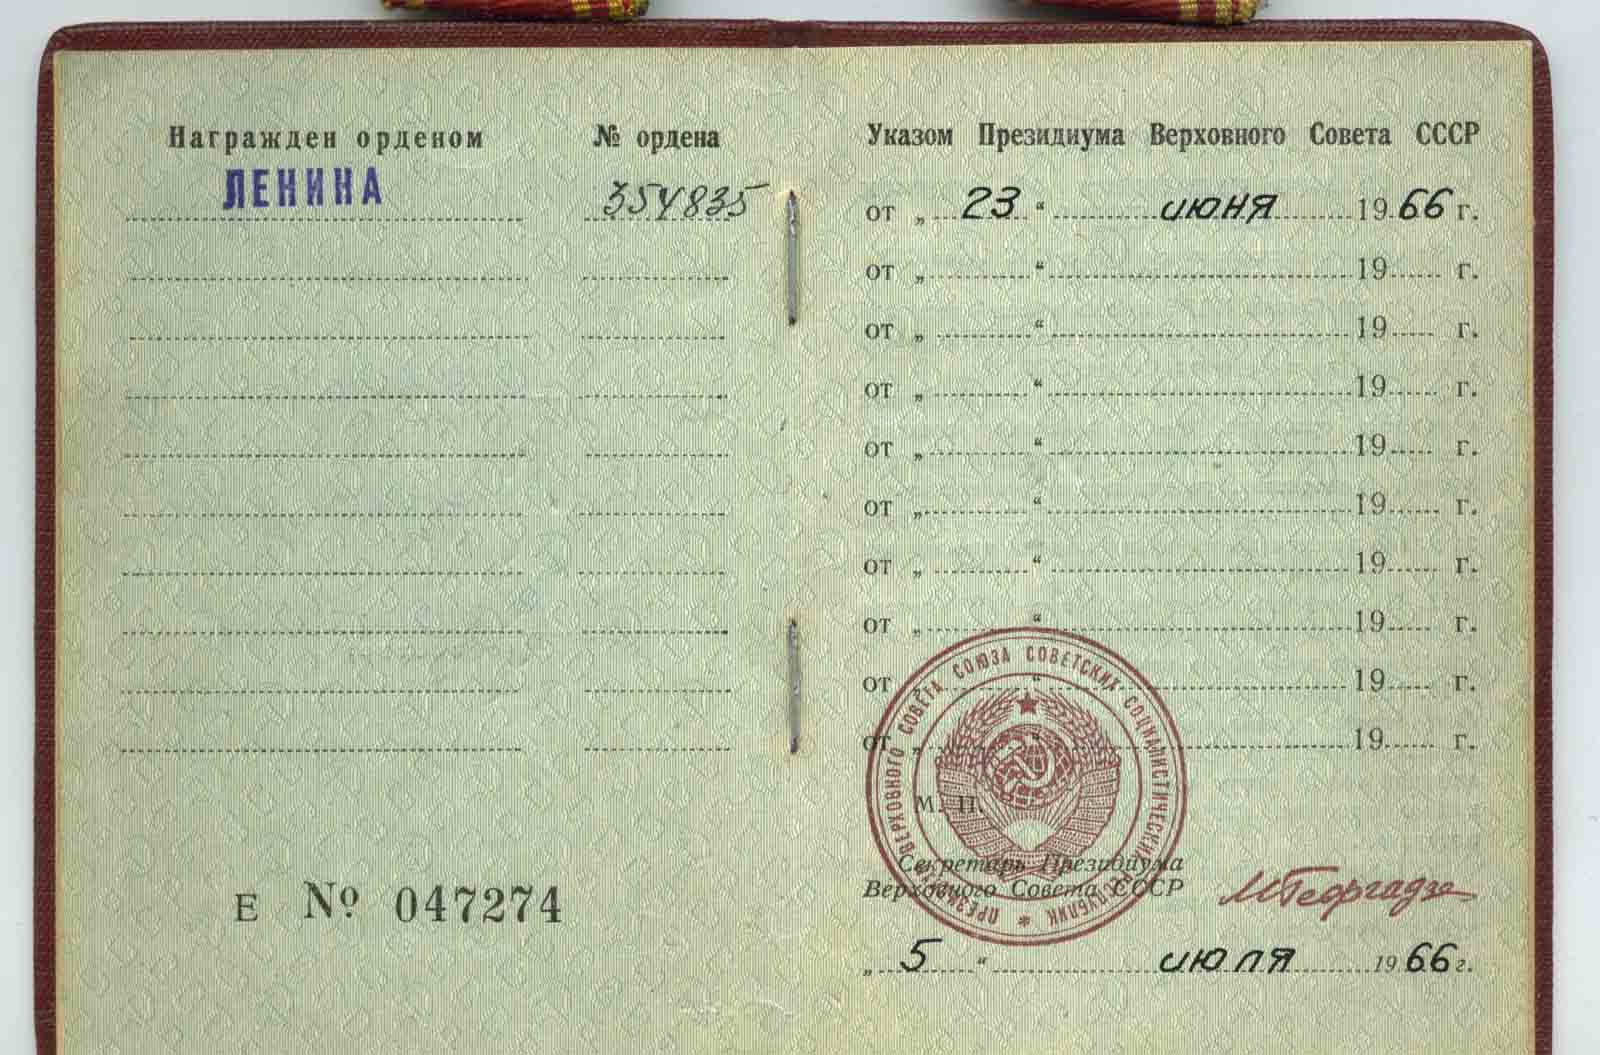 Награжден орденом № ордена
ЛЕНИНА 354835
Е № 047274
Указом Президиума Верховного Совета СССР
от „ 23 “ июня 1966 г.
от „ “ 19 г.
от „ “ 19 г.
от „ “ 19 г.
от „ “ 19 г.
от „ “ 19 г.
от „ “ 19 г.
от „ “ 19 г.
от „ “ 19 г.
от „ “ 19 г.
М. П.
ПРЕЗИДИУМ ВЕРХОВНОГО СОВЕТА СОЮЗА СОВЕТСКИХ СОЦИАЛИСТИЧЕСКИХ РЕСПУБЛИК *
Секретарь Президиума
Верховного Совета СССР МГеоргадзе
„ 5 “ июля 1966 г.